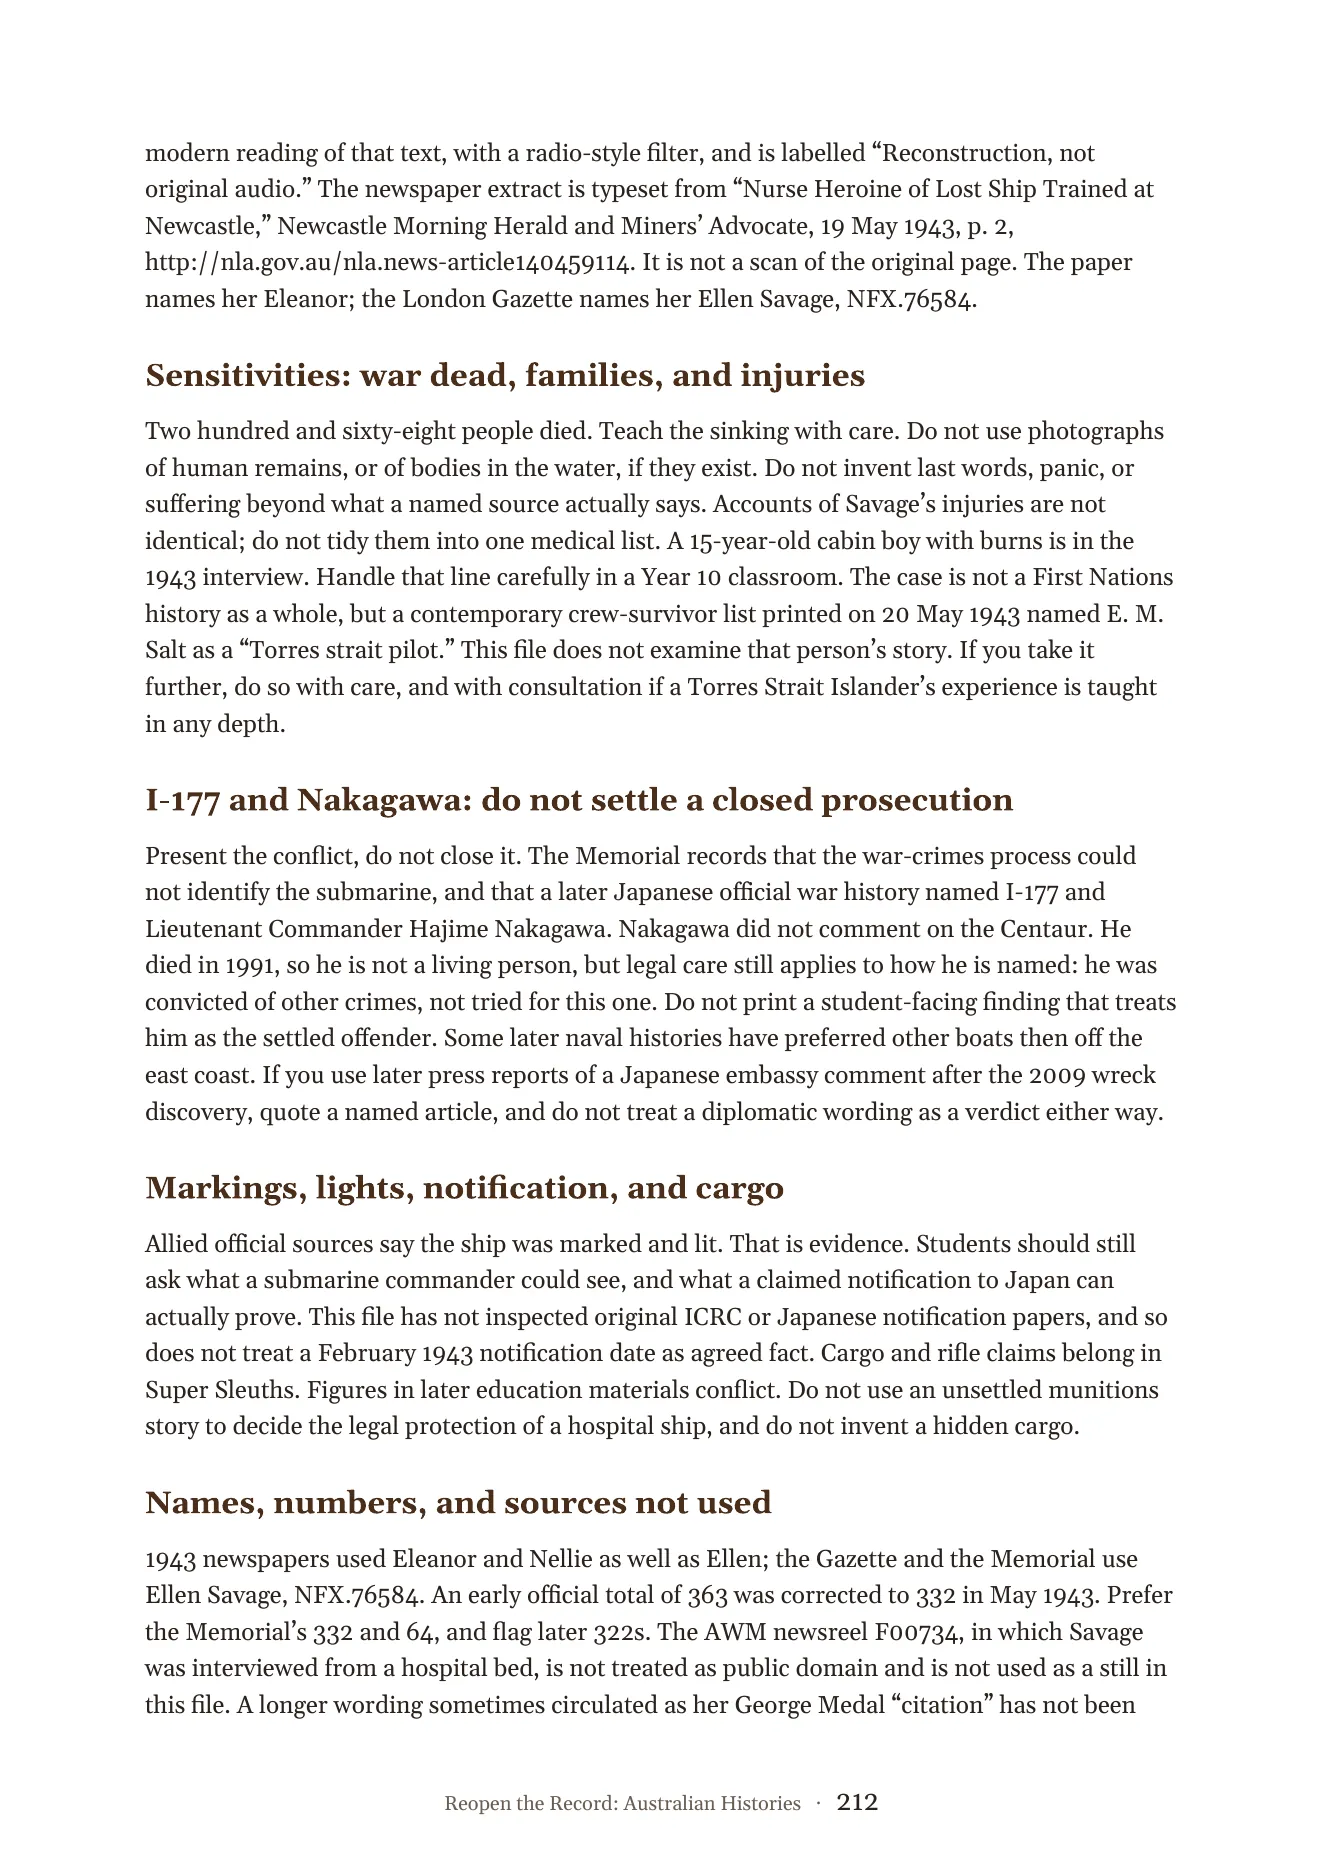 modern reading of that text, with a radio-style filter, and is labelled “Reconstruction, not
original audio.” The newspaper extract is typeset from “Nurse Heroine of Lost Ship Trained at
Newcastle,” Newcastle Morning Herald and Miners’ Advocate, 19 May 1943, p. 2,
http://nla.gov.au/nla.news-article140459114. It is not a scan of the original page. The paper
names her Eleanor; the London Gazette names her Ellen Savage, NFX.76584.
Sensitivities: war dead, families, and injuries
Two hundred and sixty-eight people died. Teach the sinking with care. Do not use photographs
of human remains, or of bodies in the water, if they exist. Do not invent last words, panic, or
suffering beyond what a named source actually says. Accounts of Savage’s injuries are not
identical; do not tidy them into one medical list. A 15-year-old cabin boy with burns is in the
1943 interview. Handle that line carefully in a Year 10 classroom. The case is not a First Nations
history as a whole, but a contemporary crew-survivor list printed on 20 May 1943 named E. M.
Salt as a “Torres strait pilot.” This file does not examine that person’s story. If you take it
further, do so with care, and with consultation if a Torres Strait Islander’s experience is taught
in any depth.
I-177 and Nakagawa: do not settle a closed prosecution
Present the conflict, do not close it. The Memorial records that the war-crimes process could
not identify the submarine, and that a later Japanese official war history named I-177 and
Lieutenant Commander Hajime Nakagawa. Nakagawa did not comment on the Centaur. He
died in 1991, so he is not a living person, but legal care still applies to how he is named: he was
convicted of other crimes, not tried for this one. Do not print a student-facing finding that treats
him as the settled offender. Some later naval histories have preferred other boats then off the
east coast. If you use later press reports of a Japanese embassy comment after the 2009 wreck
discovery, quote a named article, and do not treat a diplomatic wording as a verdict either way.
Markings, lights, notification, and cargo
Allied official sources say the ship was marked and lit. That is evidence. Students should still
ask what a submarine commander could see, and what a claimed notification to Japan can
actually prove. This file has not inspected original ICRC or Japanese notification papers, and so
does not treat a February 1943 notification date as agreed fact. Cargo and rifle claims belong in
Super Sleuths. Figures in later education materials conflict. Do not use an unsettled munitions
story to decide the legal protection of a hospital ship, and do not invent a hidden cargo.
Names, numbers, and sources not used
1943 newspapers used Eleanor and Nellie as well as Ellen; the Gazette and the Memorial use
Ellen Savage, NFX.76584. An early official total of 363 was corrected to 332 in May 1943. Prefer
the Memorial’s 332 and 64, and flag later 322s. The AWM newsreel F00734, in which Savage
was interviewed from a hospital bed, is not treated as public domain and is not used as a still in
this file. A longer wording sometimes circulated as her George Medal “citation” has not been
Reopen the Record: Australian Histories · 212